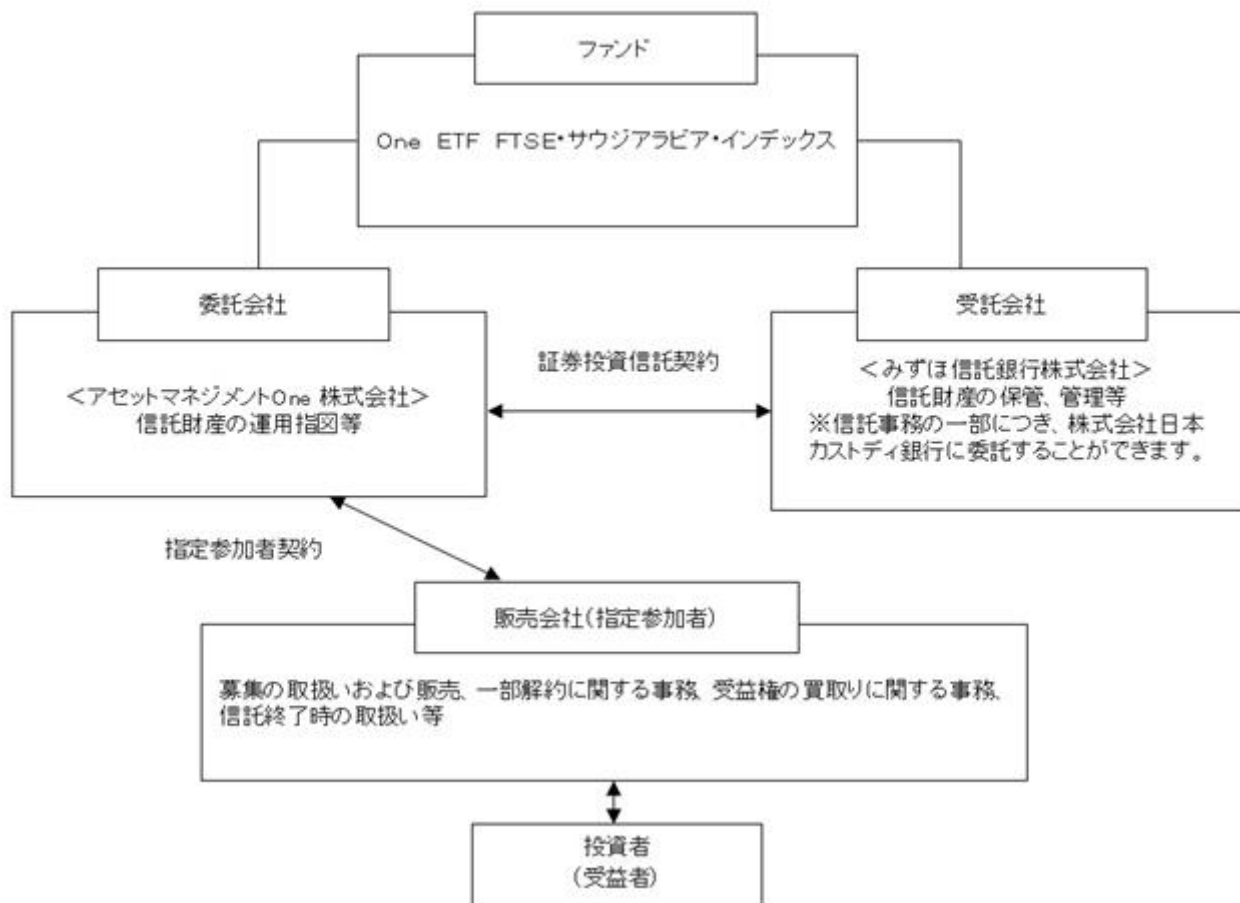 ファンド
One ETF FTSE・サウジアラビア・インデックス
委託会社
<アセットマネジメントOne 株式会社>
信託財産の運用指図等
証券投資信託契約
受託会社
<みずほ信託銀行株式会社>
信託財産の保管、管理等
※信託事務の一部につき、株式会社日本
カストディ銀行に委託することができます。
指定参加者契約
販売会社(指定参加者)
募集の取扱いおよび販売、一部解約に関する事務、受益権の買取りに関する事務、
信託終了時の取扱い等
投資者
(受益者)